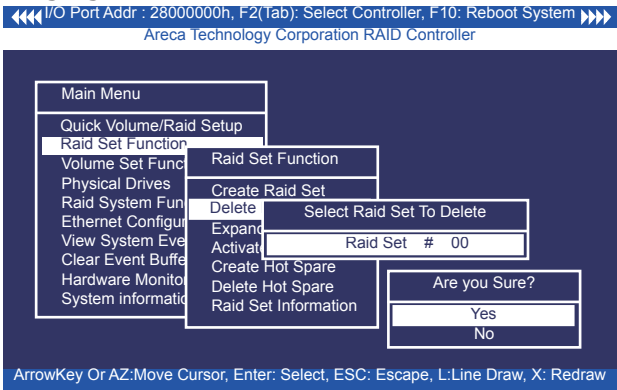 I/O Port Addr : 28000000h, F2(Tab): Select Controller, F10: Reboot System
Areca Technology Corporation RAID Controller
Main Menu
Quick Volume/Raid Setup
Raid Set Function
Volume Set Funct
Physical Drives
Raid System Fun
Ethernet Configur
View System Eve
Clear Event Buffe
Hardware Monito
System informatio
Raid Set Function
Create Raid Set
Delete
Expand
Activat
Create Hot Spare
Delete Hot Spare
Raid Set Information
Select Raid Set To Delete
Raid Set # 00
Are you Sure?
Yes
No
ArrowKey Or AZ:Move Cursor, Enter: Select, ESC: Escape, L:Line Draw, X: Redraw